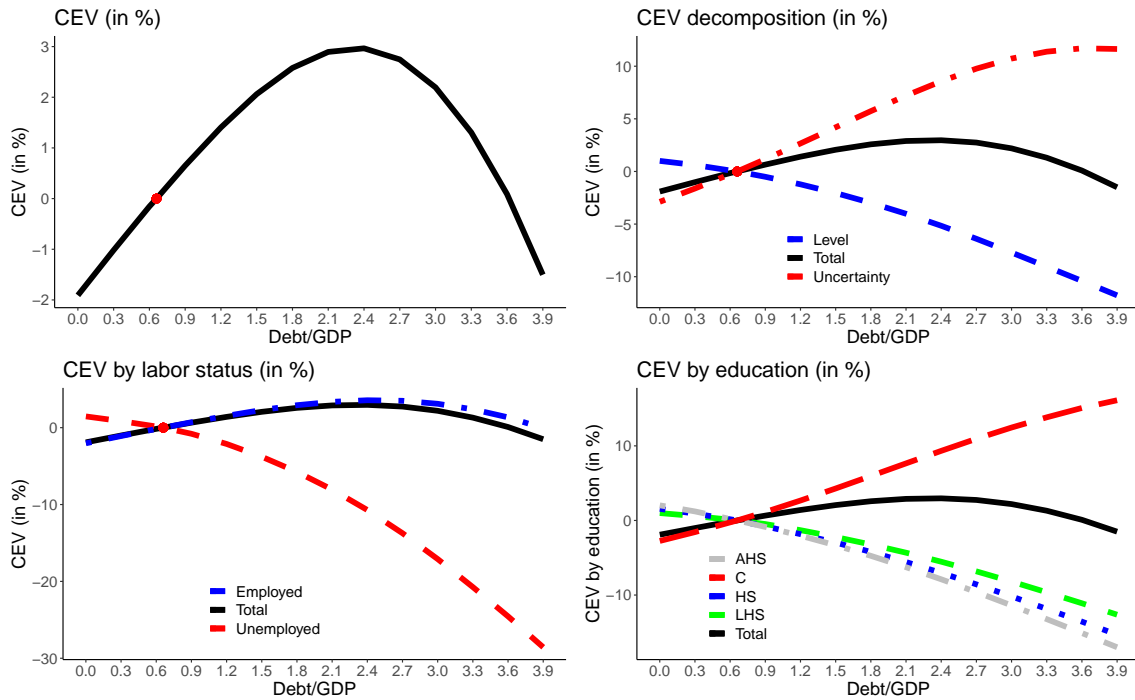 CEV (in %)
CEV (in %)
3
2
1
0
−1
−2
0.0 0.3 0.6 0.9 1.2 1.5 1.8 2.1 2.4 2.7 3.0 3.3 3.6 3.9
Debt/GDP
CEV decomposition (in %)
CEV (in %)
10
5
0
−5
−10
Level
Total
Uncertainty
0.0 0.3 0.6 0.9 1.2 1.5 1.8 2.1 2.4 2.7 3.0 3.3 3.6 3.9
Debt/GDP
CEV by labor status (in %)
CEV (in %)
0
−10
−20
−30
Employed
Total
Unemployed
0.0 0.3 0.6 0.9 1.2 1.5 1.8 2.1 2.4 2.7 3.0 3.3 3.6 3.9
Debt/GDP
CEV by education (in %)
CEV by education (in %)
10
0
−10
AHS
C
HS
LHS
Total
0.0 0.3 0.6 0.9 1.2 1.5 1.8 2.1 2.4 2.7 3.0 3.3 3.6 3.9
Debt/GDP